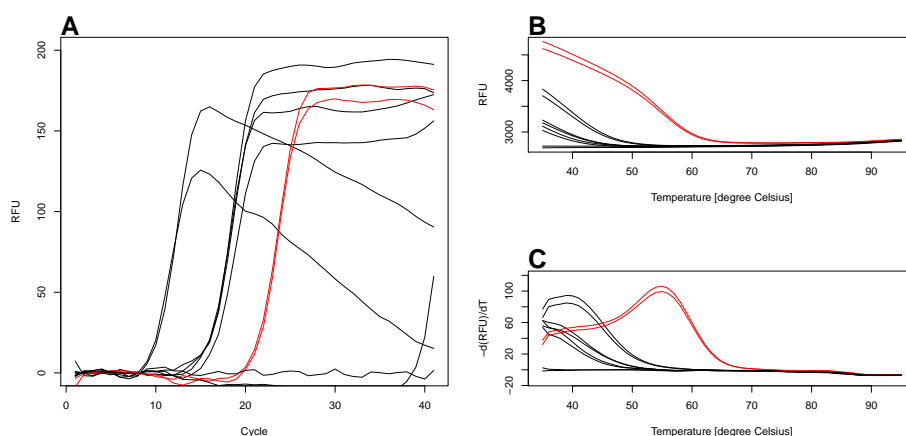 A
RFU
0 50 100 150 200
0 10 20 30 40
Cycle
B
RFU
3000 4000
40 50 60 70 80 90
Temperature [degree Celsius]
C
−d(RFU)/dT
−20 0 20 60 100
40 50 60 70 80 90
Temperature [degree Celsius]